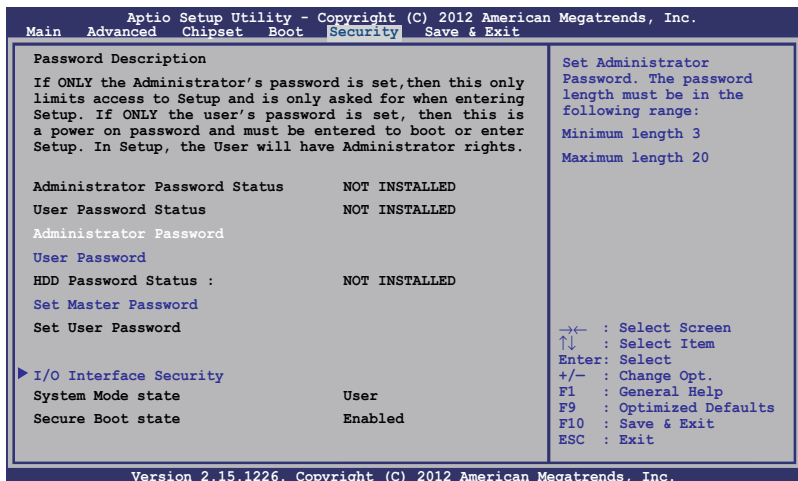 Aptio Setup Utility - Copyright (C) 2012 American Megatrends, Inc.
Main Advanced Chipset Boot Security Save & Exit
Password Description
If ONLY the Administrator's password is set,then this only
limits access to Setup and is only asked for when entering
Setup. If ONLY the user's password is set, then this is
a power on password and must be entered to boot or enter
Setup. In Setup, the User will have Administrator rights.
Administrator Password Status NOT INSTALLED
User Password Status NOT INSTALLED
Administrator Password
User Password
HDD Password Status : NOT INSTALLED
Set Master Password
Set User Password
I/O Interface Security
System Mode state User
Secure Boot state Enabled
Set Administrator
Password. The password
length must be in the
following range:
Minimum length 3
Maximum length 20
→← : Select Screen
↑↓ : Select Item
Enter: Select
+/— : Change Opt.
F1 : General Help
F9 : Optimized Defaults
F10 : Save & Exit
ESC : Exit
Version 2.15.1226. Copyright (C) 2012 American Megatrends, Inc.